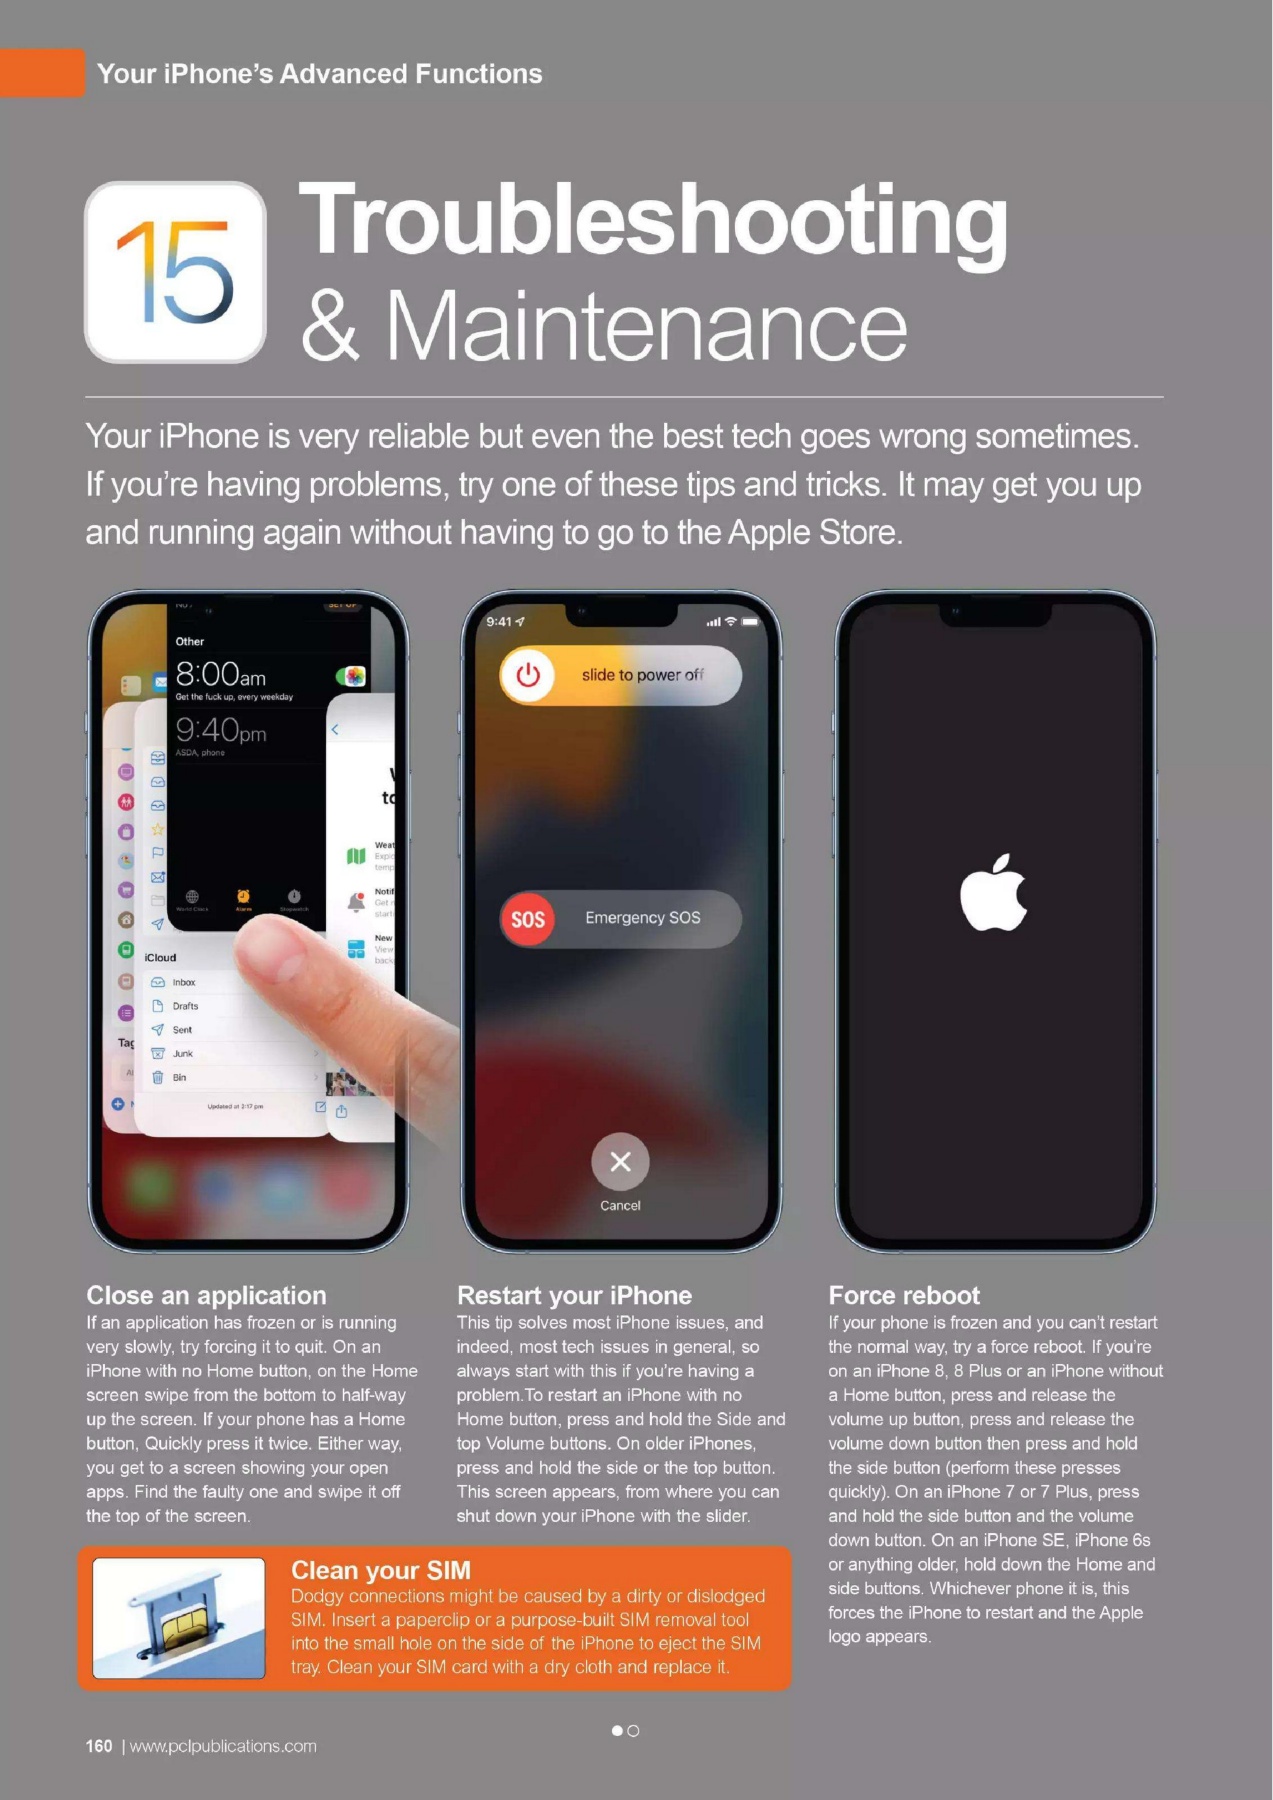 Your iPhone's Advanced Functions
15
Troubleshooting
& Maintenance
Your iPhone is very reliable but even the best tech goes wrong sometimes.
If you're having problems, try one of these tips and tricks. It may get you up
and running again without having to go to the Apple Store.
SET UP
Other
8:00am
Get the fuck up, every weekday
9:40pm
ASDA, phone
World Clock
Alarm
Stopwatch
iCloud
Inbox
Drafts
Sent
Junk
Bin
Updated at 2:17 pm
Tag
Al
to
Weat
Explo
temp
Notif
Get n
starti
New
View
back
9:41
slide to power off
SOS
Emergency SOS
Cancel
Close an application
If an application has frozen or is running
very slowly, try forcing it to quit. On an
iPhone with no Home button, on the Home
screen swipe from the bottom to half-way
up the screen. If your phone has a Home
button, Quickly press it twice. Either way,
you get to a screen showing your open
apps. Find the faulty one and swipe it off
the top of the screen.
Restart your iPhone
This tip solves most iPhone issues, and
indeed, most tech issues in general, so
always start with this if you're having a
problem.To restart an iPhone with no
Home button, press and hold the Side and
top Volume buttons. On older iPhones,
press and hold the side or the top button.
This screen appears, from where you can
shut down your iPhone with the slider.
Force reboot
If your phone is frozen and you can't restart
the normal way, try a force reboot. If you're
on an iPhone 8, 8 Plus or an iPhone without
a Home button, press and release the
volume up button, press and release the
volume down button then press and hold
the side button (perform these presses
quickly). On an iPhone 7 or 7 Plus, press
and hold the side button and the volume
down button. On an iPhone SE, iPhone 6s
or anything older, hold down the Home and
side buttons. Whichever phone it is, this
forces the iPhone to restart and the Apple
logo appears.
Clean your SIM
Dodgy connections might be caused by a dirty or dislodged
SIM. Insert a paperclip or a purpose-built SIM removal tool
into the small hole on the side of the iPhone to eject the SIM
tray. Clean your SIM card with a dry cloth and replace it.
160 | www.pclpublications.com